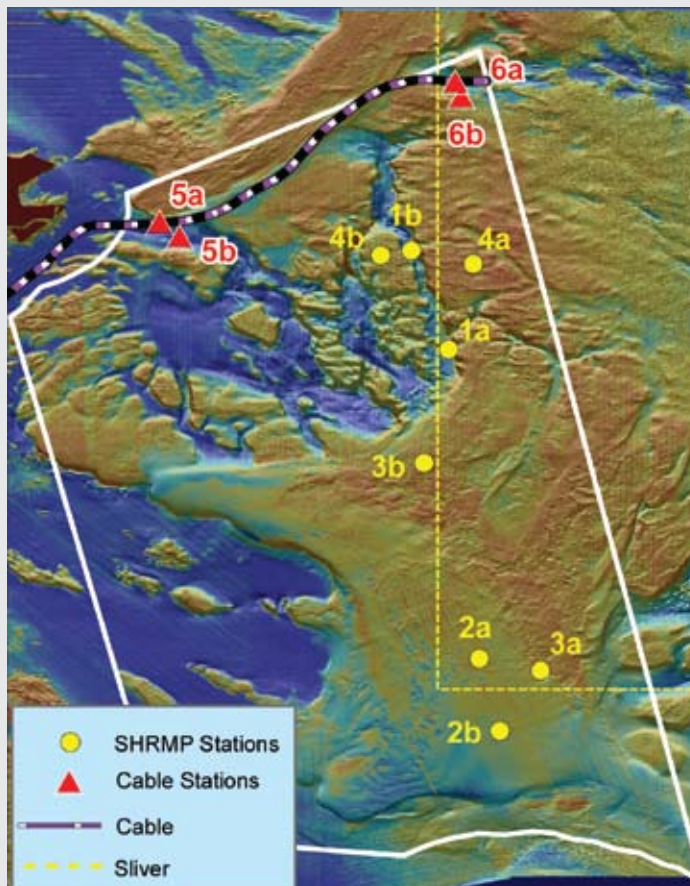 6a
6b
5a
5b
1b
4b
4a
1a
3b
2a
3a
2b
SHRMP Stations
Cable Stations
Cable
Sliver